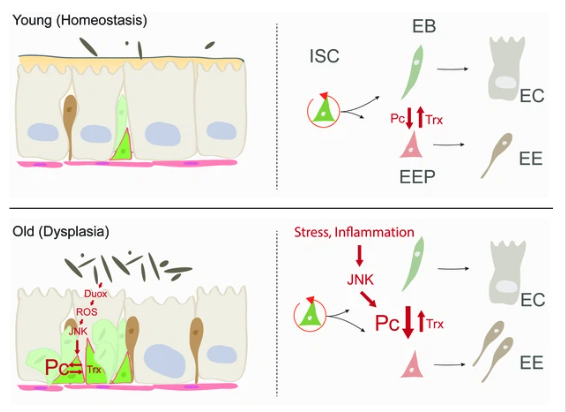 Young (Homeostasis)
EB
ISC
EC
Pc Trx
EE
EEP
Old (Dysplasia)
Stress, Inflammation
JNK
Duox
ROS
JNK
Pc Trx
EC
Pc Trx
EE